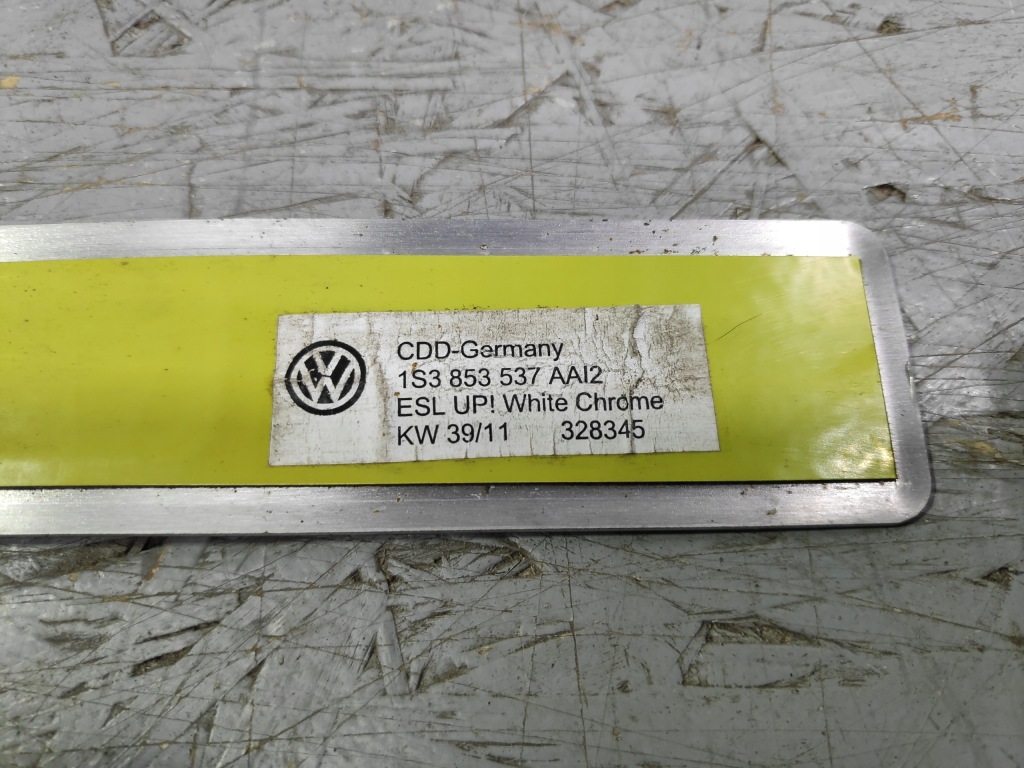 CDD-Germany
1S3 853 537 AAI2
ESL UP! White Chrome
KW 39/11 328345